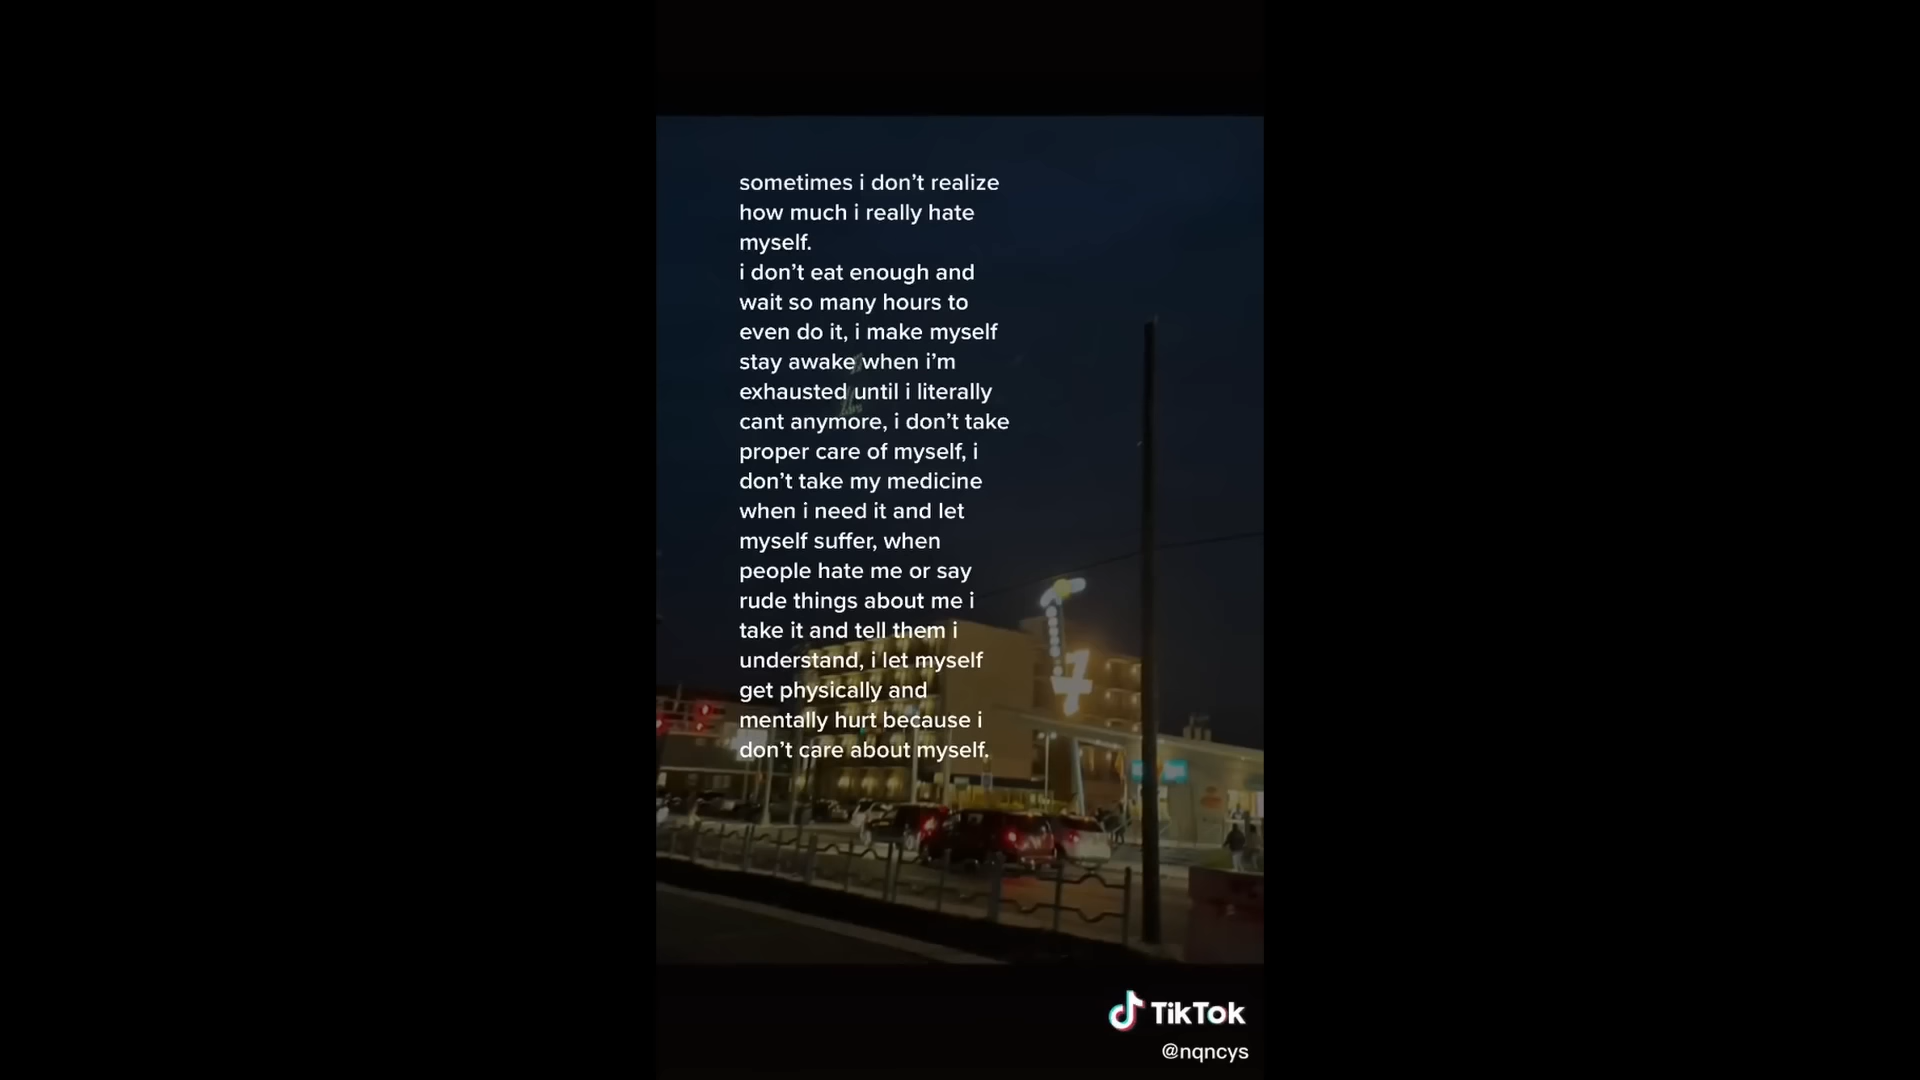 sometimes i don't realize
how much i really hate
myself.
i don't eat enough and
wait so many hours to
even do it, i make myself
stay awake when i'm
exhausted until i literally
cant anymore, i don't take
proper care of myself, i
don't take my medicine
when i need it and let
myself suffer, when
people hate me or say
rude things about me i
take it and tell them i
understand, i let myself
get physically and
mentally hurt because i
don't care about myself.
TikTok
@nqncys